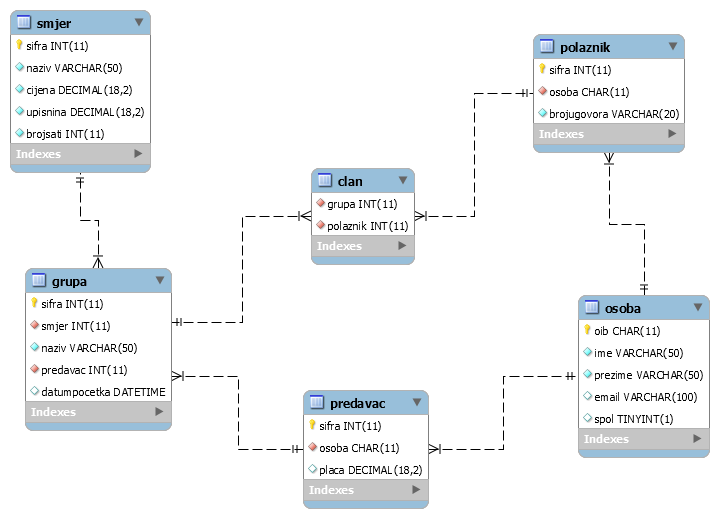 smjer
sifra INT(11)
naziv VARCHAR(50)
cijena DECIMAL(18,2)
upisnina DECIMAL(18,2)
brojsati INT(11)
Indexes
polaznik
sifra INT(11)
osoba CHAR(11)
brojugovora VARCHAR(20)
Indexes
clan
grupa INT(11)
polaznik INT(11)
Indexes
grupa
sifra INT(11)
smjer INT(11)
naziv VARCHAR(50)
predavac INT(11)
datumpocetka DATETIME
Indexes
osoba
oib CHAR(11)
ime VARCHAR(50)
prezime VARCHAR(50)
email VARCHAR(100)
spol TINYINT(1)
Indexes
predavac
sifra INT(11)
osoba CHAR(11)
placa DECIMAL(18,2)
Indexes